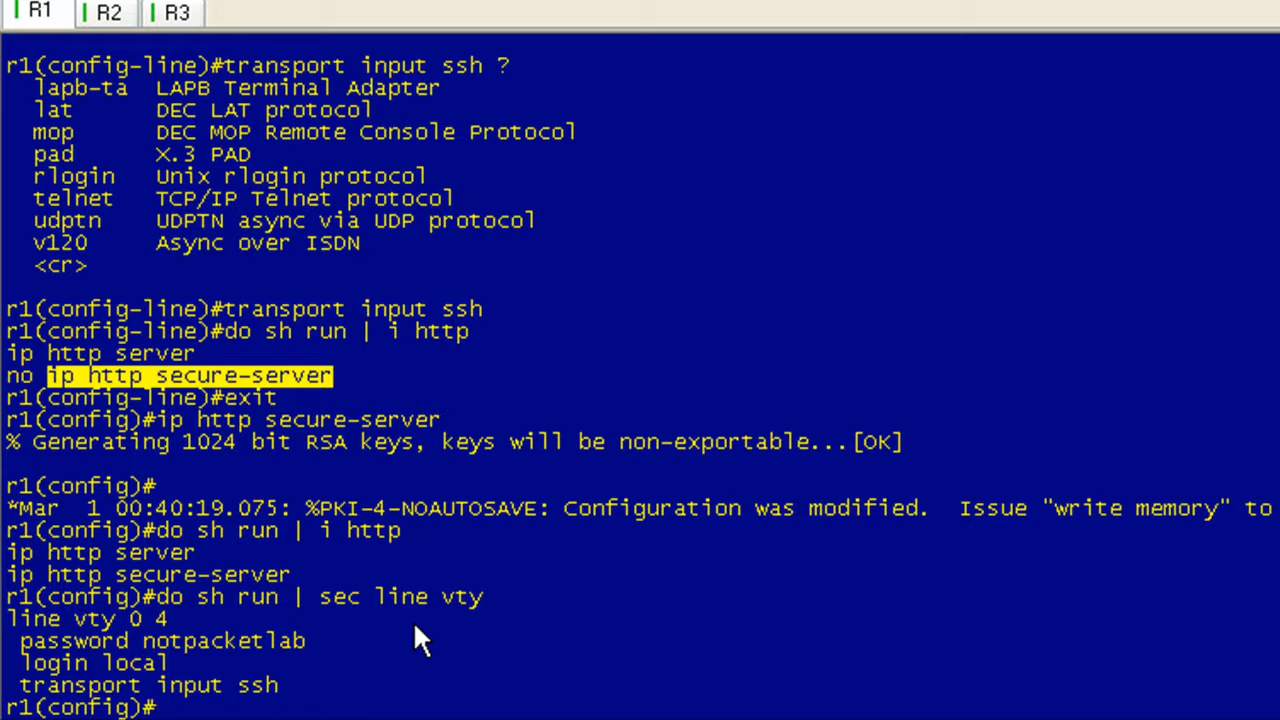 R1 R2 R3
r1(config-line)#transport input ssh ?
lapb-ta LAPB Terminal Adapter
lat DEC LAT protocol
mop DEC MOP Remote Console Protocol
pad X.3 PAD
rlogin Unix rlogin protocol
telnet TCP/IP Telnet protocol
udptn UDPTN async via UDP protocol
v120 Async over ISDN
<cr>
r1(config-line)#transport input ssh
r1(config-line)#do sh run | i http
ip http server
no ip http secure-server
r1(config-line)#exit
r1(config)#ip http secure-server
% Generating 1024 bit RSA keys, keys will be non-exportable...[OK]
r1(config)#
*Mar 1 00:40:19.075: %PKI-4-NOAUTOSAVE: Configuration was modified. Issue "write memory" to
r1(config)#do sh run | i http
ip http server
ip http secure-server
r1(config)#do sh run | sec line vty
line vty 0 4
password notpacketlab
login local
transport input ssh
r1(config)#